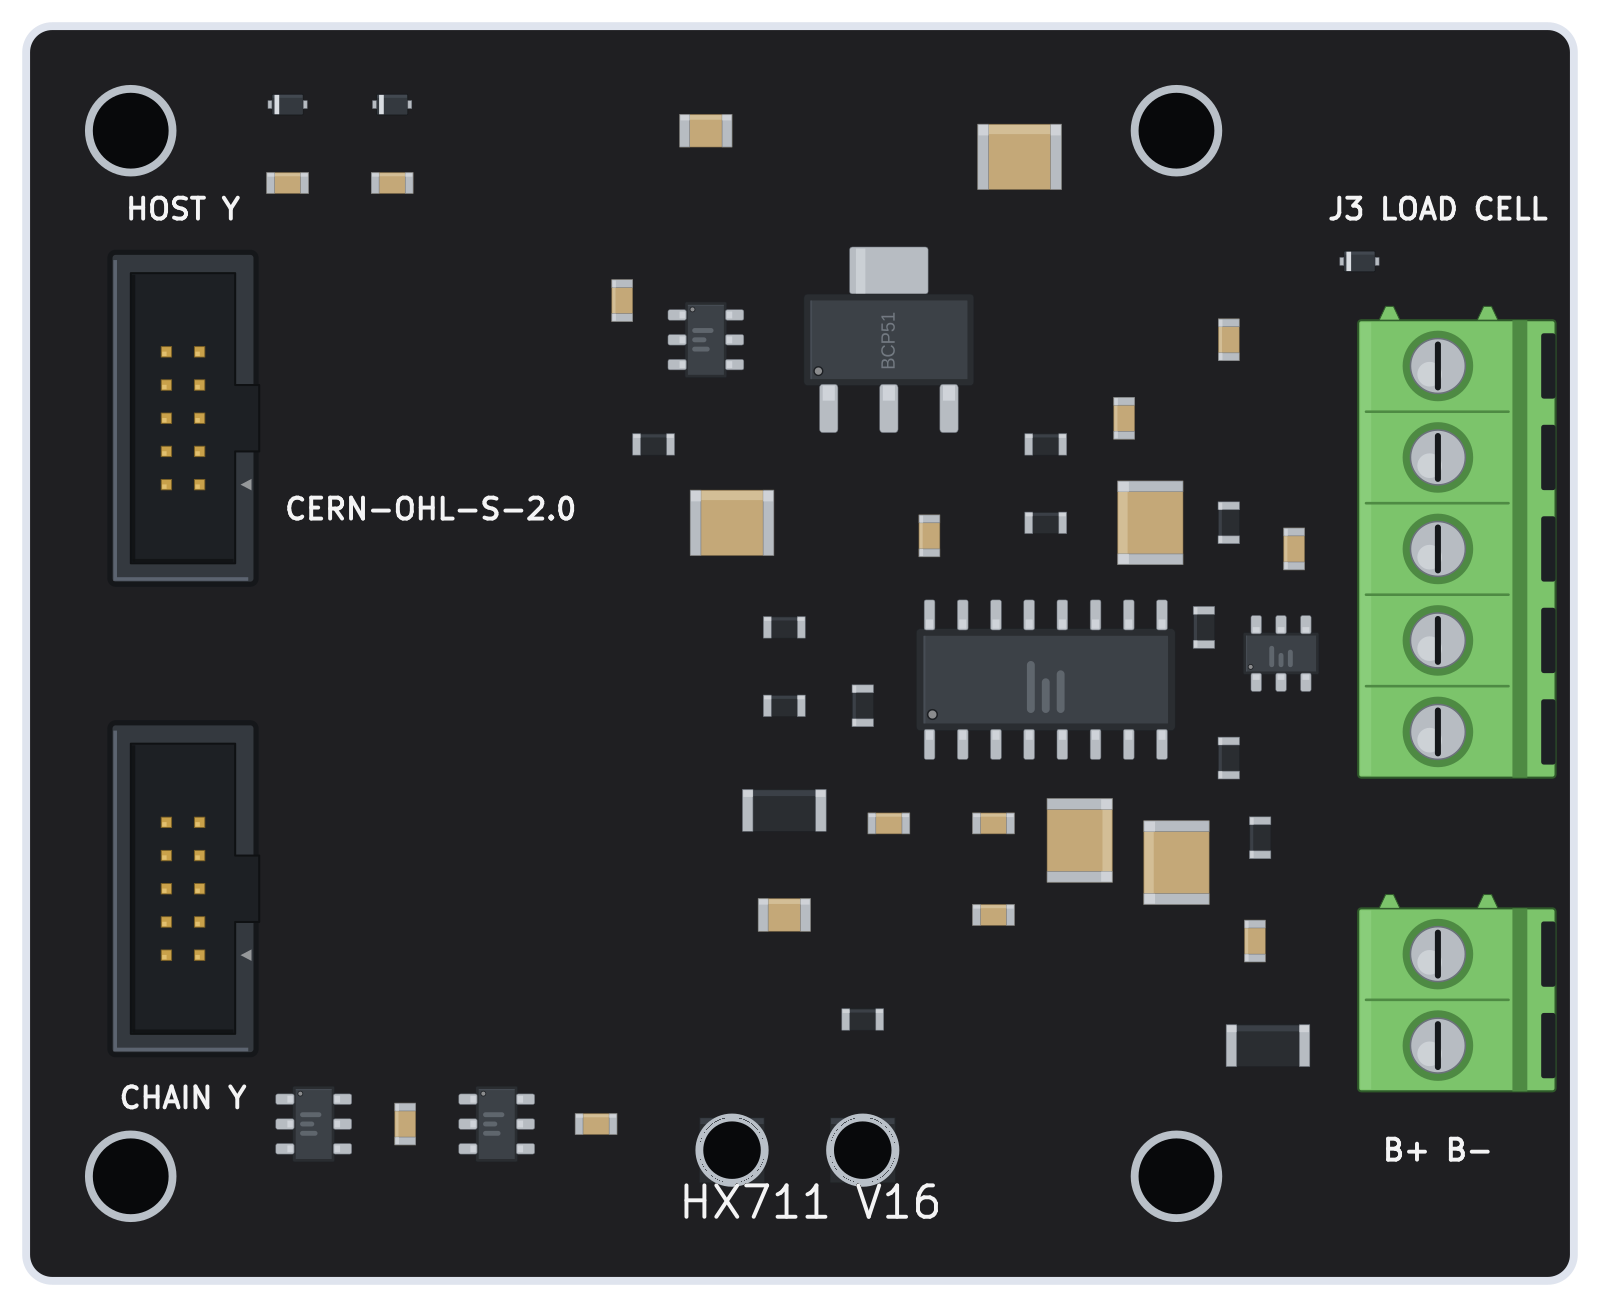 HOST Y
J3 LOAD CELL
BCP51
CERN-OHL-S-2.0
CHAIN Y
B+ B-
HX711 V16